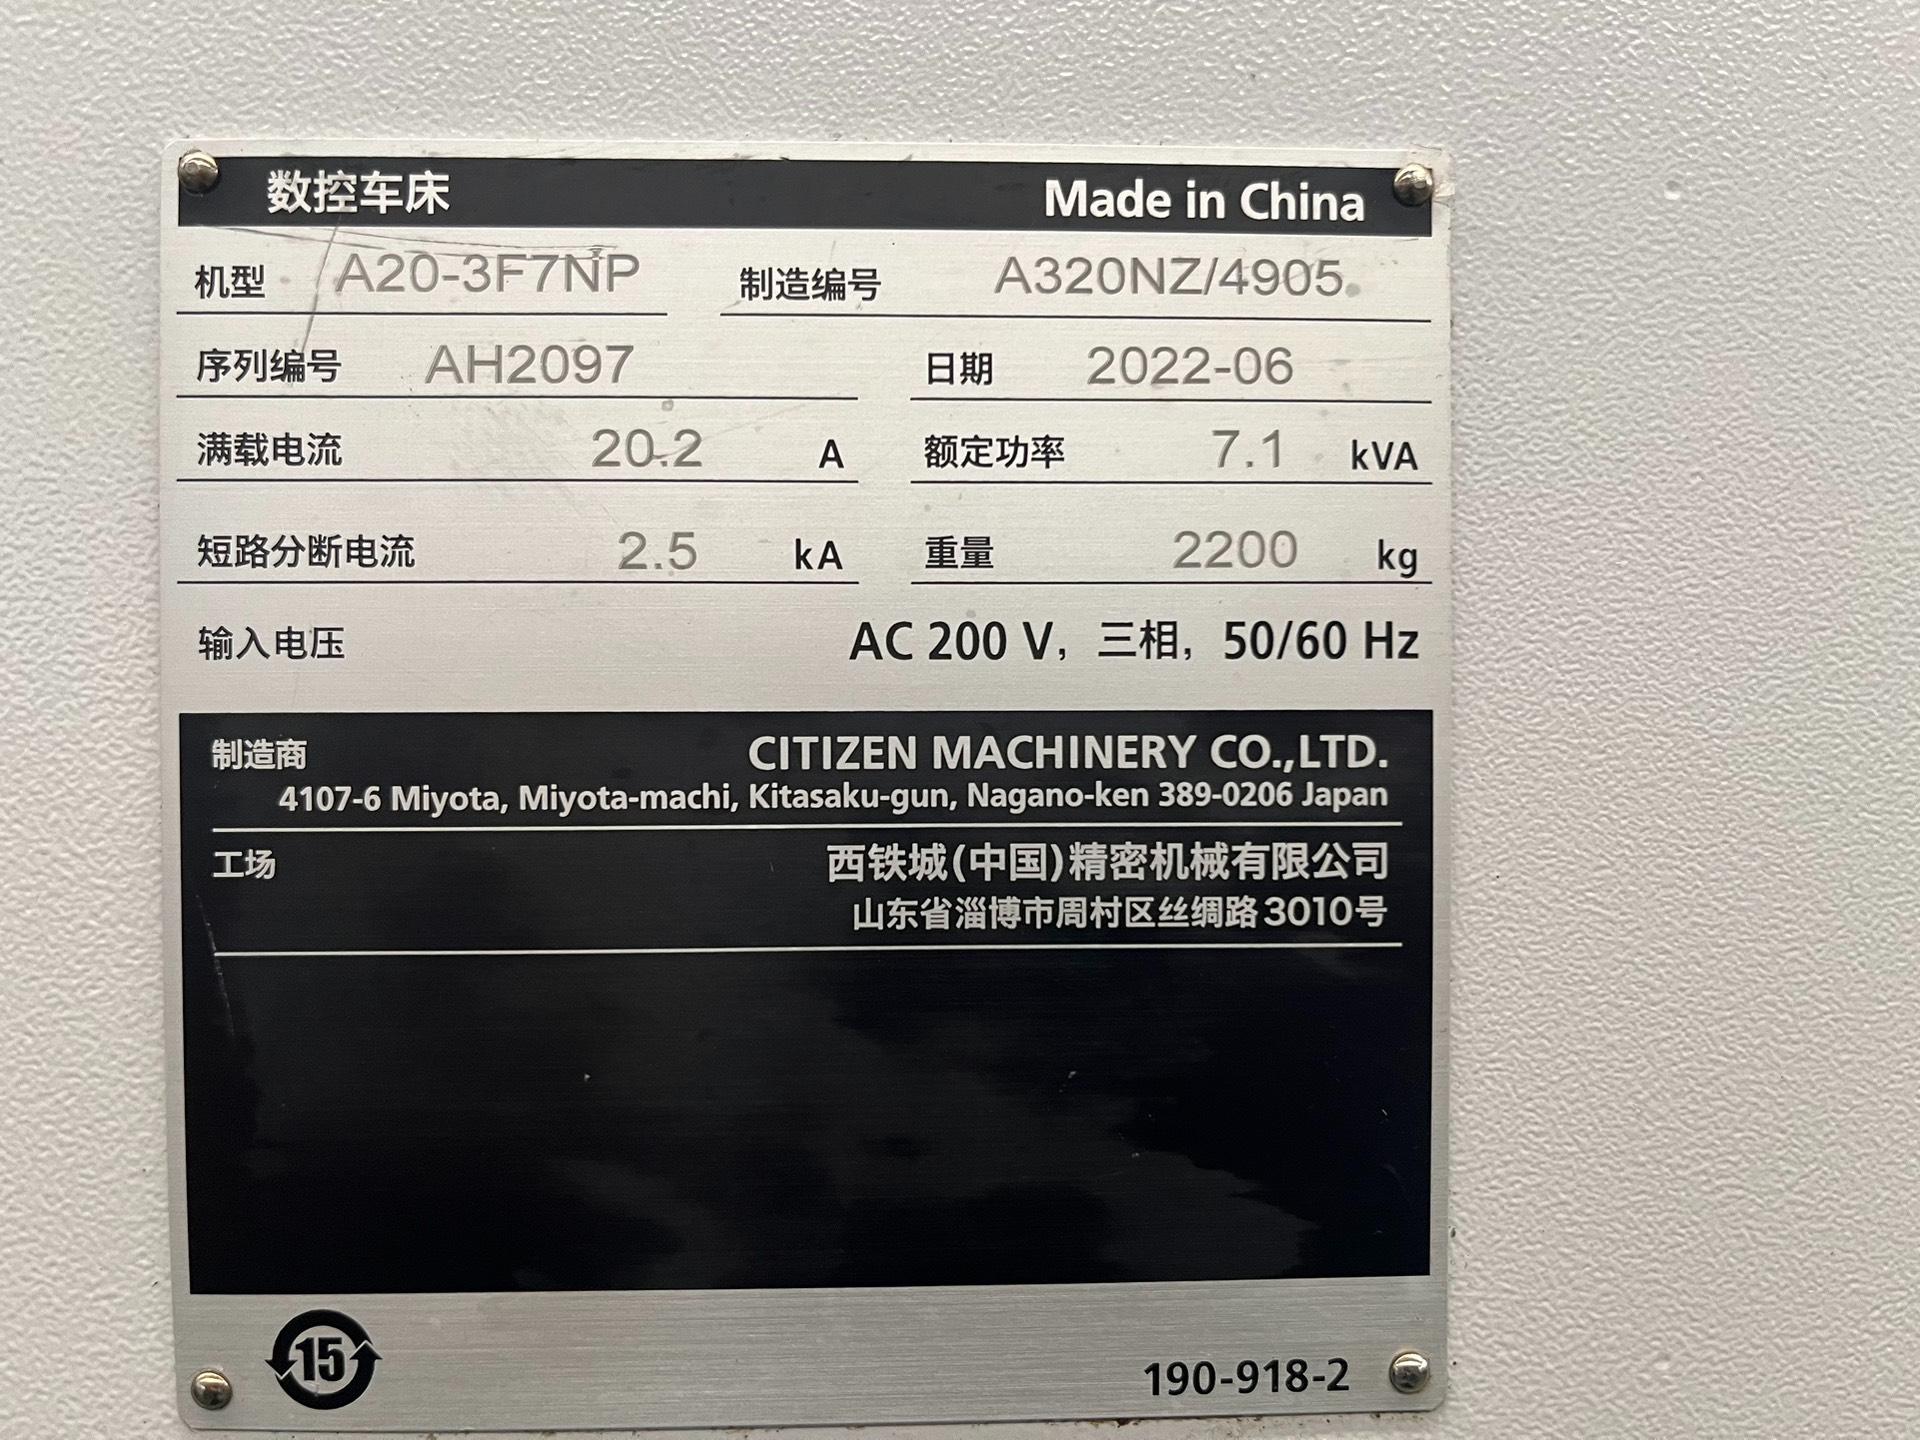 数控车床 Made in China
机型 A20-3F7NP 制造编号 A320NZ/4905
序列编号 AH2097 日期 2022-06
满载电流 20.2 A 额定功率 7.1 kVA
短路分断电流 2.5 kA 重量 2200 kg
输入电压 AC 200 V，三相，50/60 Hz
制造商 CITIZEN MACHINERY CO.,LTD.
4107-6 Miyota, Miyota-machi, Kitasaku-gun, Nagano-ken 389-0206 Japan
工场 西铁城(中国)精密机械有限公司
山东省淄博市周村区丝绸路3010号
15
190-918-2